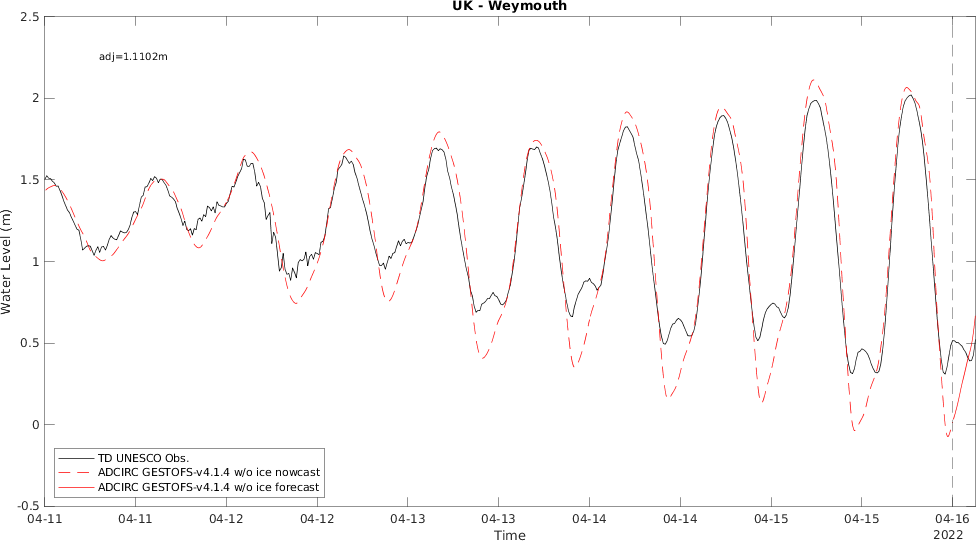 UK - Weymouth
2.5
adj=1.1102m
2
1.5
Water Level (m)
1
0.5
0
TD UNESCO Obs.
ADCIRC GESTOFS-v4.1.4 w/o ice nowcast
ADCIRC GESTOFS-v4.1.4 w/o ice forecast
-0.5
04-11 04-11 04-12 04-12 04-13 04-13 04-14 04-14 04-15 04-15 04-16
Time 2022